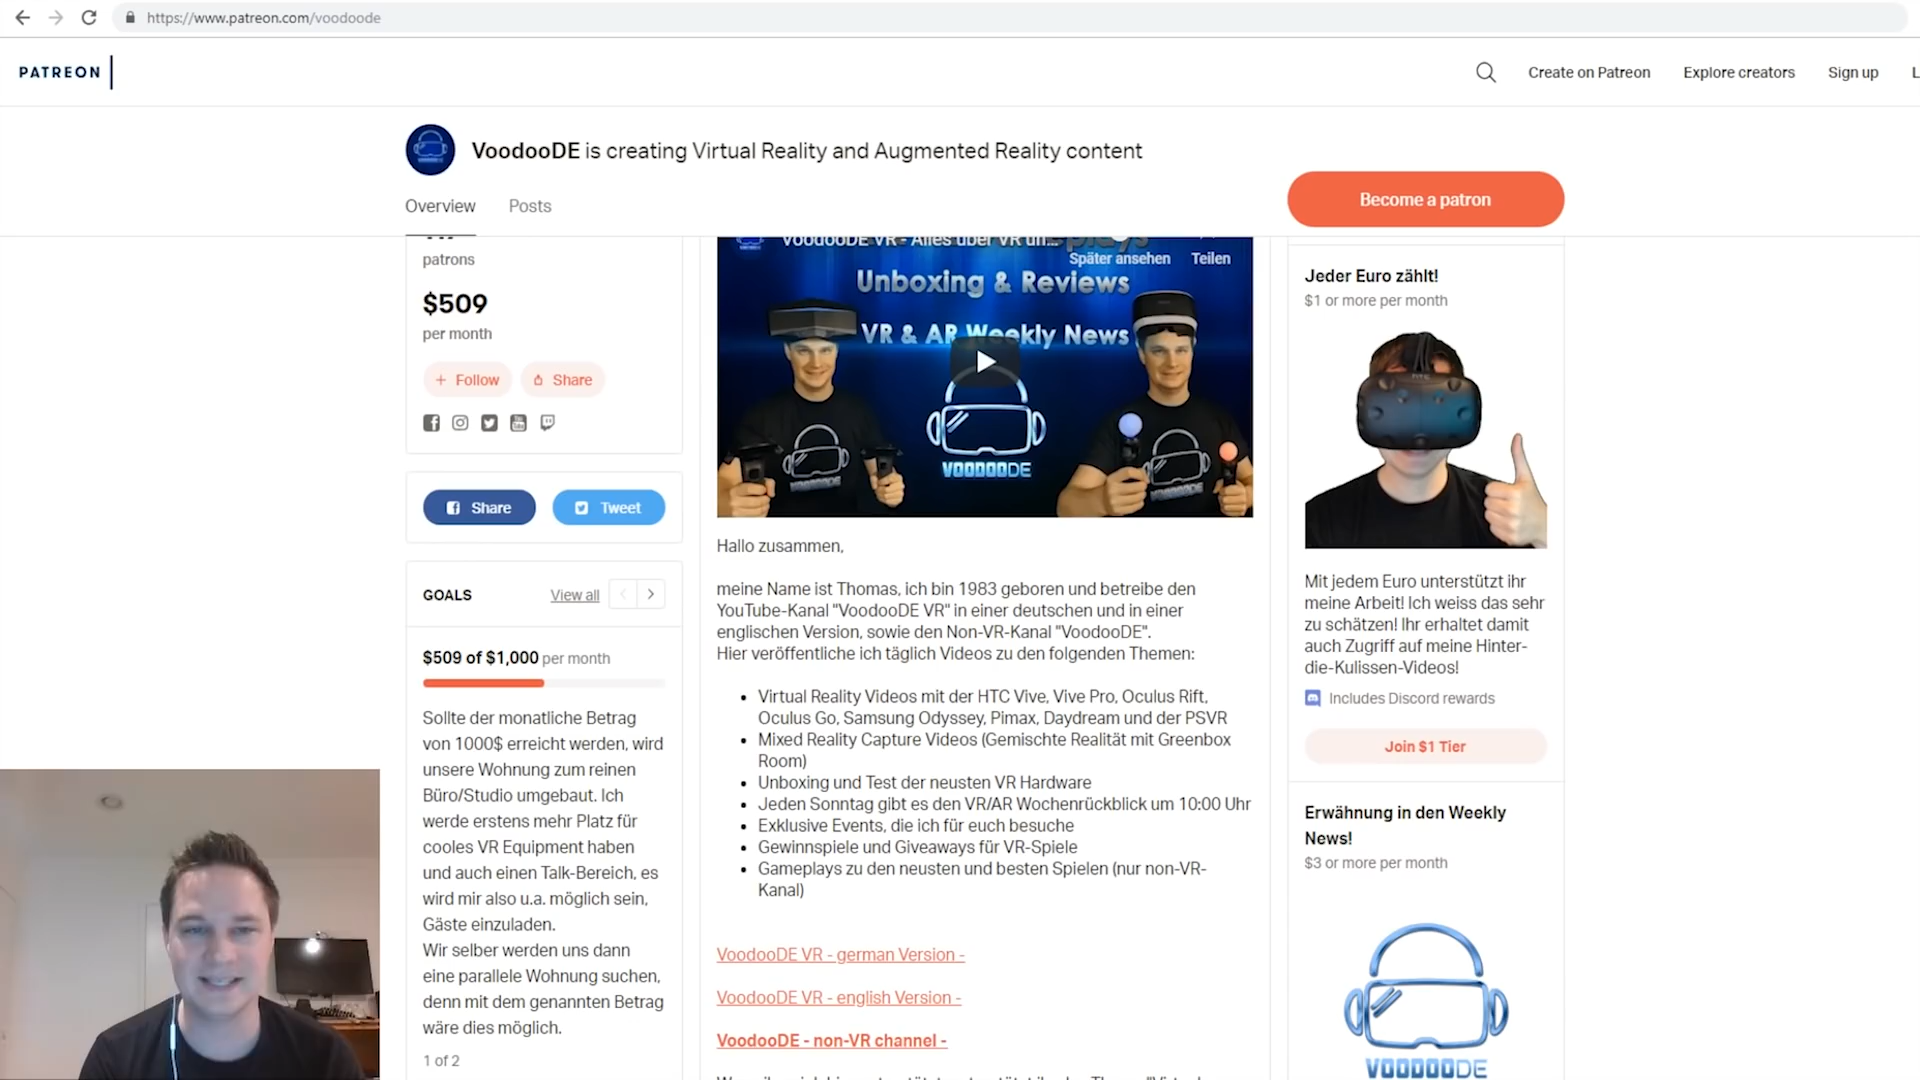 https://www.patreon.com/voodoode
PATREON
Create on Patreon
Explore creators
Sign up
VoodooDE is creating Virtual Reality and Augmented Reality content
Overview
Posts
Become a patron
patrons
$509
per month
+ Follow
Share
Share
Tweet
GOALS
View all
$509 of $1,000 per month
Sollte der monatliche Betrag
von 1000$ erreicht werden, wird
unsere Wohnung zum reinen
Büro/Studio umgebaut. Ich
werde erstens mehr Platz für
cooles VR Equipment haben
und auch einen Talk-Bereich, es
wird mir also u.a. möglich sein,
Gäste einzuladen.
Wir selber werden uns dann
eine parallele Wohnung suchen,
denn mit dem genannten Betrag
wäre dies möglich.
1 of 2
VoodooDE VR - Alles über VR un...
Später ansehen
Teilen
Unboxing & Reviews
VR & AR Weekly News
VOODOODE
VOODOODE
VOODOODE
Hallo zusammen,
meine Name ist Thomas, ich bin 1983 geboren und betreibe den
YouTube-Kanal "VoodooDE VR" in einer deutschen und in einer
englischen Version, sowie den Non-VR-Kanal "VoodooDE".
Hier veröffentliche ich täglich Videos zu den folgenden Themen:
• Virtual Reality Videos mit der HTC Vive, Vive Pro, Oculus Rift,
Oculus Go, Samsung Odyssey, Pimax, Daydream und der PSVR
• Mixed Reality Capture Videos (Gemischte Realität mit Greenbox
Room)
• Unboxing und Test der neusten VR Hardware
• Jeden Sonntag gibt es den VR/AR Wochenrückblick um 10:00 Uhr
• Exklusive Events, die ich für euch besuche
• Gewinnspiele und Giveaways für VR-Spiele
• Gameplays zu den neusten und besten Spielen (nur non-VR-
Kanal)
VoodooDE VR - german Version -
VoodooDE VR - english Version -
VoodooDE - non-VR channel -
Jeder Euro zählt!
$1 or more per month
Mit jedem Euro unterstützt ihr
meine Arbeit! Ich weiss das sehr
zu schätzen! Ihr erhaltet damit
auch Zugriff auf meine Hinter-
die-Kulissen-Videos!
Includes Discord rewards
Join $1 Tier
Erwähnung in den Weekly
News!
$3 or more per month
VOODOODE